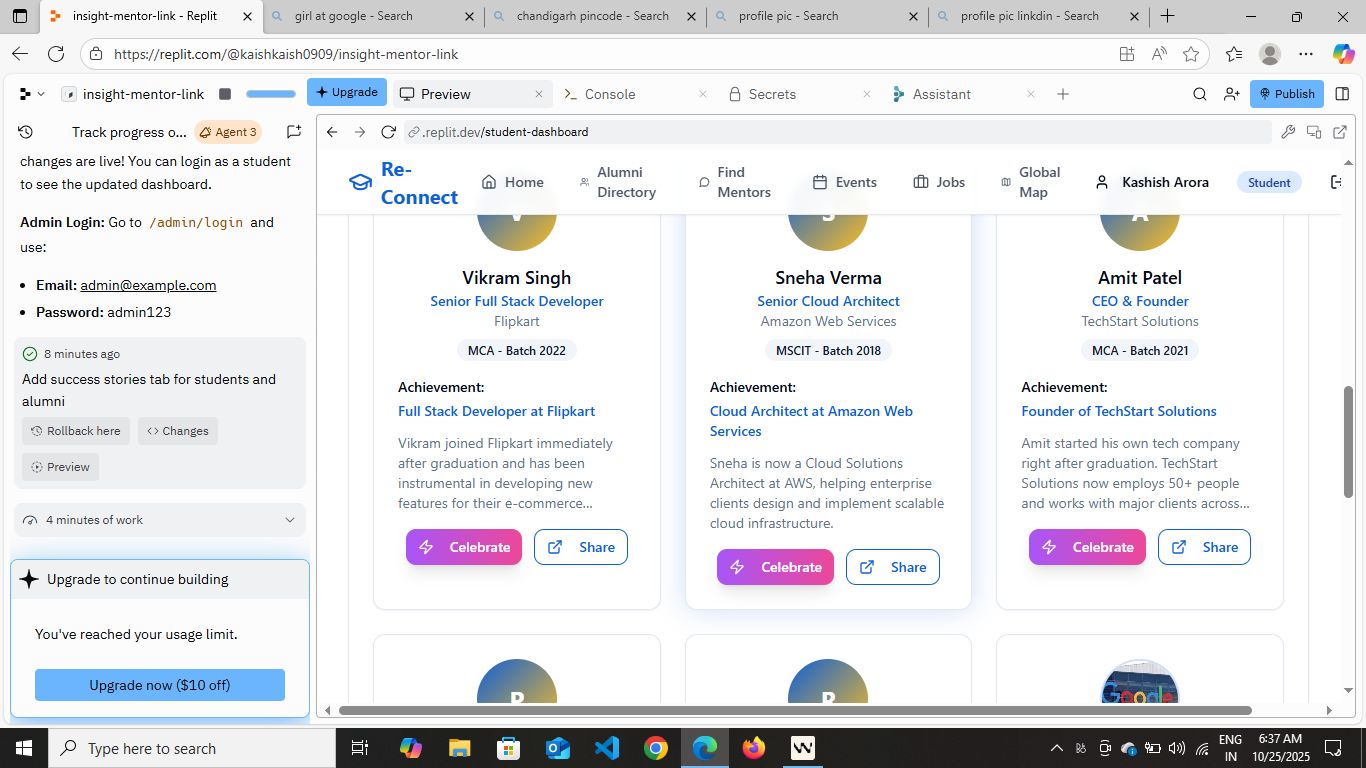 insight-mentor-link - Replit
girl at google - Search
chandigarh pincode - Search
profile pic - Search
profile pic linkdin - Search
https://replit.com/@kaishkaish0909/insight-mentor-link
insight-mentor-link
Upgrade
Preview
Console
Secrets
Assistant
Publish
Track progress o...
Agent 3
.replit.dev/student-dashboard
changes are live! You can login as a student
to see the updated dashboard.
Admin Login: Go to /admin/login and
use:
• Email: admin@example.com
• Password: admin123
8 minutes ago
Add success stories tab for students and
alumni
Rollback here
Changes
Preview
4 minutes of work
Upgrade to continue building
You've reached your usage limit.
Upgrade now ($10 off)
Re-
Connect
Home
Alumni
Directory
Find
Mentors
Events
Jobs
Global
Map
Kashish Arora
Student
Vikram Singh
Senior Full Stack Developer
Flipkart
MCA - Batch 2022
Achievement:
Full Stack Developer at Flipkart
Vikram joined Flipkart immediately
after graduation and has been
instrumental in developing new
features for their e-commerce...
Celebrate
Share
Sneha Verma
Senior Cloud Architect
Amazon Web Services
MSCIT - Batch 2018
Achievement:
Cloud Architect at Amazon Web
Services
Sneha is now a Cloud Solutions
Architect at AWS, helping enterprise
clients design and implement scalable
cloud infrastructure.
Celebrate
Share
Amit Patel
CEO & Founder
TechStart Solutions
MCA - Batch 2021
Achievement:
Founder of TechStart Solutions
Amit started his own tech company
right after graduation. TechStart
Solutions now employs 50+ people
and works with major clients across...
Celebrate
Share
Google
Type here to search
ENG
IN
6:37 AM
10/25/2025